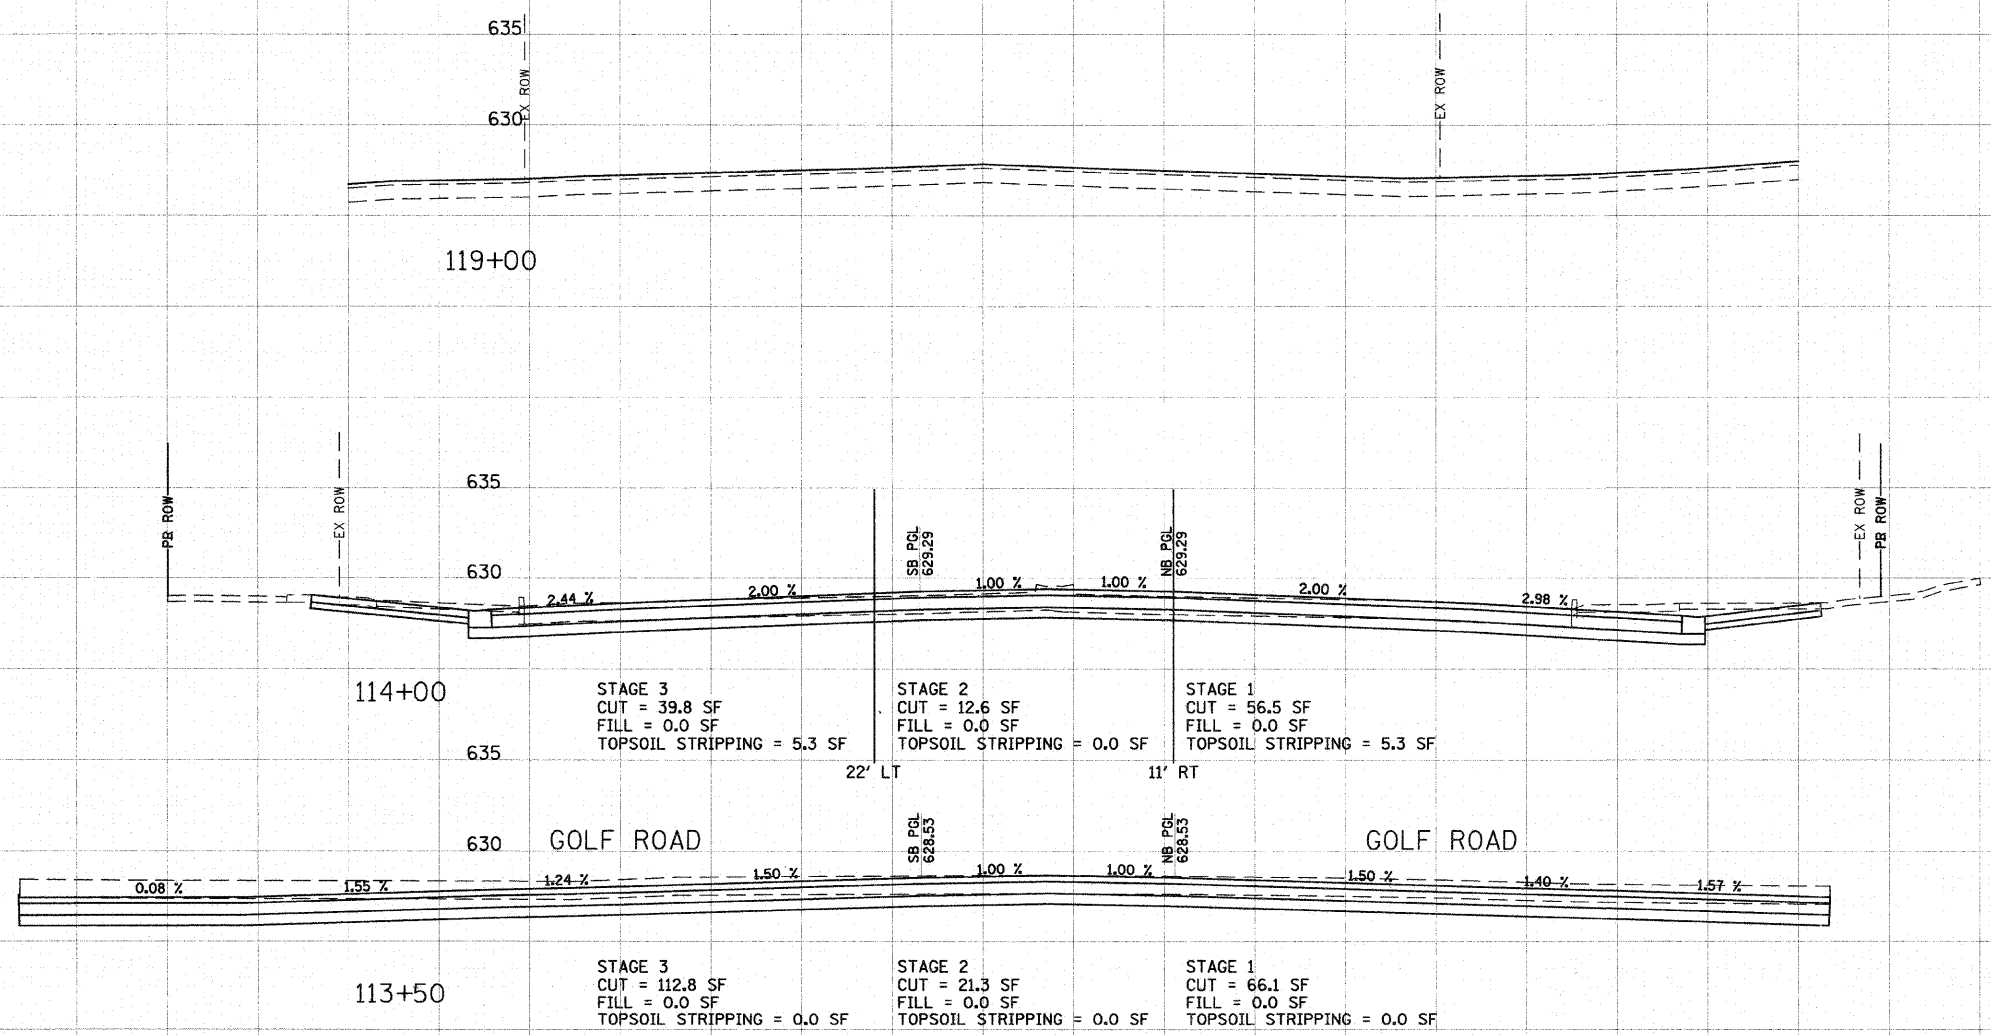 635
EX ROW
EX ROW
630
119+00
PB ROW
EX ROW
635
SB PGL
629.29
NB PGL
629.29
EX ROW
PB ROW
630
2.44 %
2.00 %
1.00 %
1.00 %
2.00 %
2.98 %
114+00
STAGE 3
CUT = 39.8 SF
FILL = 0.0 SF
TOPSOIL STRIPPING = 5.3 SF
STAGE 2
CUT = 12.6 SF
FILL = 0.0 SF
TOPSOIL STRIPPING = 0.0 SF
STAGE 1
CUT = 56.5 SF
FILL = 0.0 SF
TOPSOIL STRIPPING = 5.3 SF
635
22' LT
11' RT
630
GOLF ROAD
SB PGL
628.53
NB PGL
628.53
GOLF ROAD
0.08 %
1.55 %
1.24 %
1.50 %
1.00 %
1.00 %
1.50 %
1.40 %
1.57 %
113+50
STAGE 3
CUT = 112.8 SF
FILL = 0.0 SF
TOPSOIL STRIPPING = 0.0 SF
STAGE 2
CUT = 21.3 SF
FILL = 0.0 SF
TOPSOIL STRIPPING = 0.0 SF
STAGE 1
CUT = 66.1 SF
FILL = 0.0 SF
TOPSOIL STRIPPING = 0.0 SF